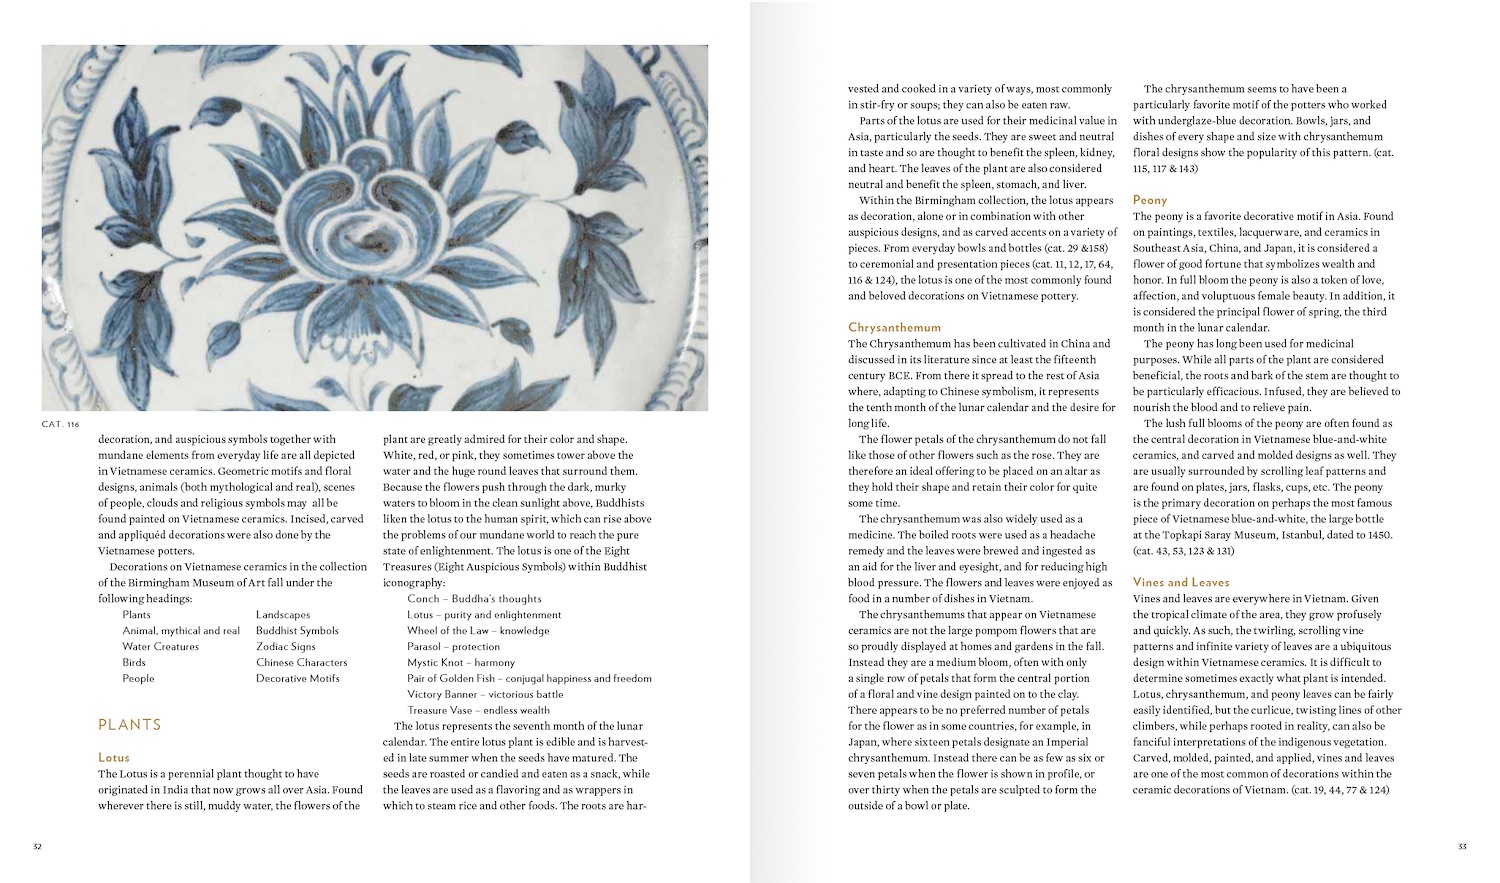 CAT. 116
decoration, and auspicious symbols together with
mundane elements from everyday life are all depicted
in Vietnamese ceramics. Geometric motifs and floral
designs, animals (both mythological and real), scenes
of people, clouds and religious symbols may  all be
found painted on Vietnamese ceramics. Incised, carved
and appliquéd decorations were also done by the
Vietnamese potters.
Decorations on Vietnamese ceramics in the collection
of the Birmingham Museum of Art fall under the
following headings:
Plants
Animal, mythical and real
Water Creatures
Birds
People
Landscapes
Buddhist Symbols
Zodiac Signs
Chinese Characters
Decorative Motifs
PLANTS
Lotus
The Lotus is a perennial plant thought to have
originated in India that now grows all over Asia. Found
wherever there is still, muddy water, the flowers of the
plant are greatly admired for their color and shape.
White, red, or pink, they sometimes tower above the
water and the huge round leaves that surround them.
Because the flowers push through the dark, murky
waters to bloom in the clean sunlight above, Buddhists
liken the lotus to the human spirit, which can rise above
the problems of our mundane world to reach the pure
state of enlightenment. The lotus is one of the Eight
Treasures (Eight Auspicious Symbols) within Buddhist
iconography:
Conch – Buddha's thoughts
Lotus – purity and enlightenment
Wheel of the Law – knowledge
Parasol – protection
Mystic Knot – harmony
Pair of Golden Fish – conjugal happiness and freedom
Victory Banner – victorious battle
Treasure Vase – endless wealth
The lotus represents the seventh month of the lunar
calendar. The entire lotus plant is edible and is harvest-
ed in late summer when the seeds have matured. The
seeds are roasted or candied and eaten as a snack, while
the leaves are used as a flavoring and as wrappers in
which to steam rice and other foods. The roots are har-
32
vested and cooked in a variety of ways, most commonly
in stir-fry or soups; they can also be eaten raw.
Parts of the lotus are used for their medicinal value in
Asia, particularly the seeds. They are sweet and neutral
in taste and so are thought to benefit the spleen, kidney,
and heart. The leaves of the plant are also considered
neutral and benefit the spleen, stomach, and liver.
Within the Birmingham collection, the lotus appears
as decoration, alone or in combination with other
auspicious designs, and as carved accents on a variety of
pieces. From everyday bowls and bottles (cat. 29 &158)
to ceremonial and presentation pieces (cat. 11, 12, 17, 64,
116 & 124), the lotus is one of the most commonly found
and beloved decorations on Vietnamese pottery.
Chrysanthemum
The Chrysanthemum has been cultivated in China and
discussed in its literature since at least the fifteenth
century BCE. From there it spread to the rest of Asia
where, adapting to Chinese symbolism, it represents
the tenth month of the lunar calendar and the desire for
long life.
The flower petals of the chrysanthemum do not fall
like those of other flowers such as the rose. They are
therefore an ideal offering to be placed on an altar as
they hold their shape and retain their color for quite
some time.
The chrysanthemum was also widely used as a
medicine. The boiled roots were used as a headache
remedy and the leaves were brewed and ingested as
an aid for the liver and eyesight, and for reducing high
blood pressure. The flowers and leaves were enjoyed as
food in a number of dishes in Vietnam.
The chrysanthemums that appear on Vietnamese
ceramics are not the large pompom flowers that are
so proudly displayed at homes and gardens in the fall.
Instead they are a medium bloom, often with only
a single row of petals that form the central portion
of a floral and vine design painted on to the clay.
There appears to be no preferred number of petals
for the flower as in some countries, for example, in
Japan, where sixteen petals designate an Imperial
chrysanthemum. Instead there can be as few as six or
seven petals when the flower is shown in profile, or
over thirty when the petals are sculpted to form the
outside of a bowl or plate.
The chrysanthemum seems to have been a
particularly favorite motif of the potters who worked
with underglaze-blue decoration. Bowls, jars, and
dishes of every shape and size with chrysanthemum
floral designs show the popularity of this pattern. (cat.
115, 117 & 143)
Peony
The peony is a favorite decorative motif in Asia. Found
on paintings, textiles, lacquerware, and ceramics in
Southeast Asia, China, and Japan, it is considered a
flower of good fortune that symbolizes wealth and
honor. In full bloom the peony is also a token of love,
affection, and voluptuous female beauty. In addition, it
is considered the principal flower of spring, the third
month in the lunar calendar.
The peony has long been used for medicinal
purposes. While all parts of the plant are considered
beneficial, the roots and bark of the stem are thought to
be particularly efficacious. Infused, they are believed to
nourish the blood and to relieve pain.
The lush full blooms of the peony are often found as
the central decoration in Vietnamese blue-and-white
ceramics, and carved and molded designs as well. They
are usually surrounded by scrolling leaf patterns and
are found on plates, jars, flasks, cups, etc. The peony
is the primary decoration on perhaps the most famous
piece of Vietnamese blue-and-white, the large bottle
at the Topkapi Saray Museum, Istanbul, dated to 1450.
(cat. 43, 53, 123 & 131)
Vines and Leaves
Vines and leaves are everywhere in Vietnam. Given
the tropical climate of the area, they grow profusely
and quickly. As such, the twirling, scrolling vine
patterns and infinite variety of leaves are a ubiquitous
design within Vietnamese ceramics. It is difficult to
determine sometimes exactly what plant is intended.
Lotus, chrysanthemum, and peony leaves can be fairly
easily identified, but the curlicue, twisting lines of other
climbers, while perhaps rooted in reality, can also be
fanciful interpretations of the indigenous vegetation.
Carved, molded, painted, and applied, vines and leaves
are one of the most common of decorations within the
ceramic decorations of Vietnam. (cat. 19, 44, 77 & 124)
33